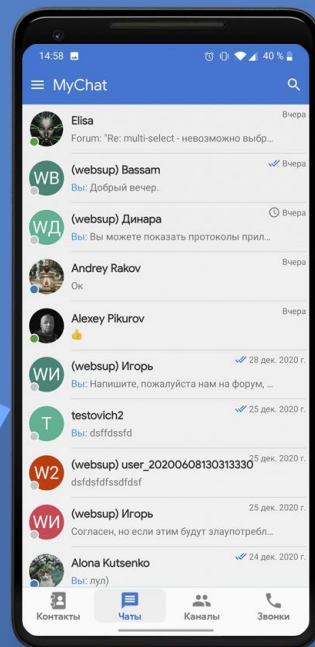 14:58 40 %
MyChat
Elisa Вчера
Forum: "Re: multi-select - невозможно выбр...
WB (websup) Bassam Вчера
Вы: Добрый вечер.
WД (websup) Динара Вчера
Вы: Вы можете показать протоколы прил...
Andrey Rakov Вчера
Ок
Alexey Pikurov Вчера
👍
WИ (websup) Игорь 28 дек. 2020 г.
Вы: Напишите, пожалуйста нам на форум, ...
T testovich2 25 дек. 2020 г.
Вы: dsffdssfd
W2 (websup) user_20200608130313330 25 дек. 2020 г.
dsfdsfdfssdfdsf
WИ (websup) Игорь 25 дек. 2020 г.
Согласен, но если этим будут злаупотребл...
Alona Kutsenko 24 дек. 2020 г.
Вы: лул)
Контакты Чаты Каналы Звонки